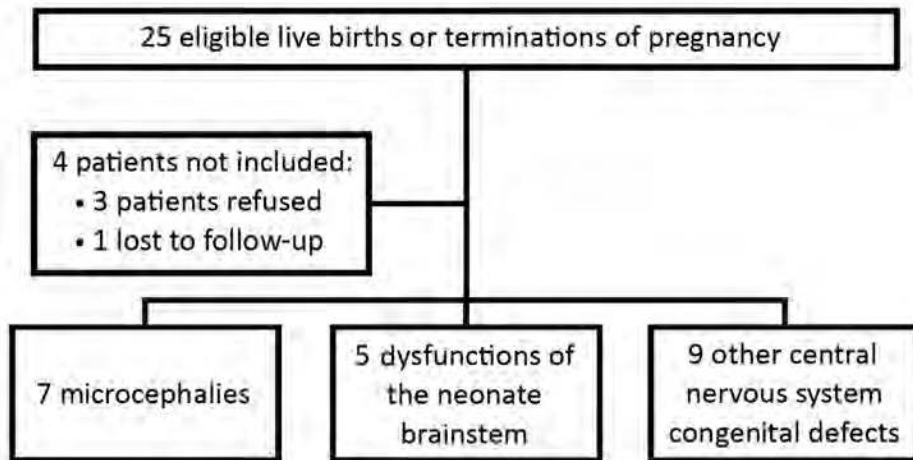 25 eligible live births or terminations of pregnancy
4 patients not included:
• 3 patients refused
• 1 lost to follow-up
7 microcephalies
5 dysfunctions of
the neonate
brainstem
9 other central
nervous system
congenital defects